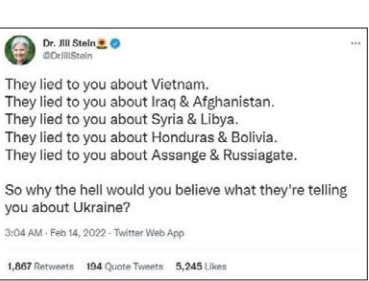 Dr. Jill Stein
@DrJillStein
They lied to you about Vietnam.
They lied to you about Iraq & Afghanistan.
They lied to you about Syria & Libya.
They lied to you about Honduras & Bolivia.
They lied to you about Assange & Russiagate.
So why the hell would you believe what they're telling
you about Ukraine?
3:04 AM · Feb 14, 2022 · Twitter Web App
1,867 Retweets 194 Quote Tweets 5,245 Likes